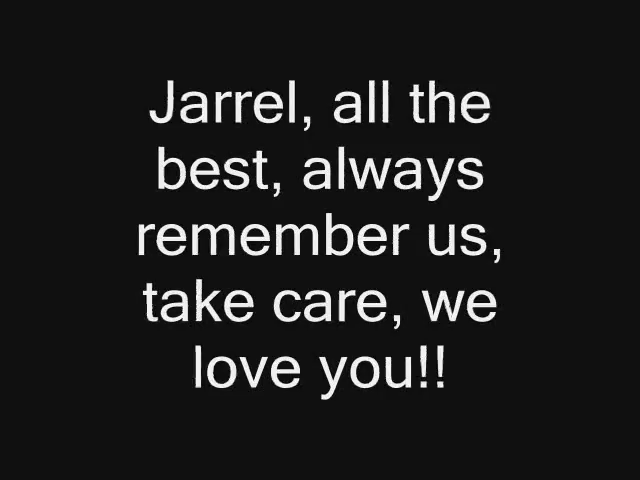 Jarrel, all the
best, always
remember us,
take care, we
love you!!